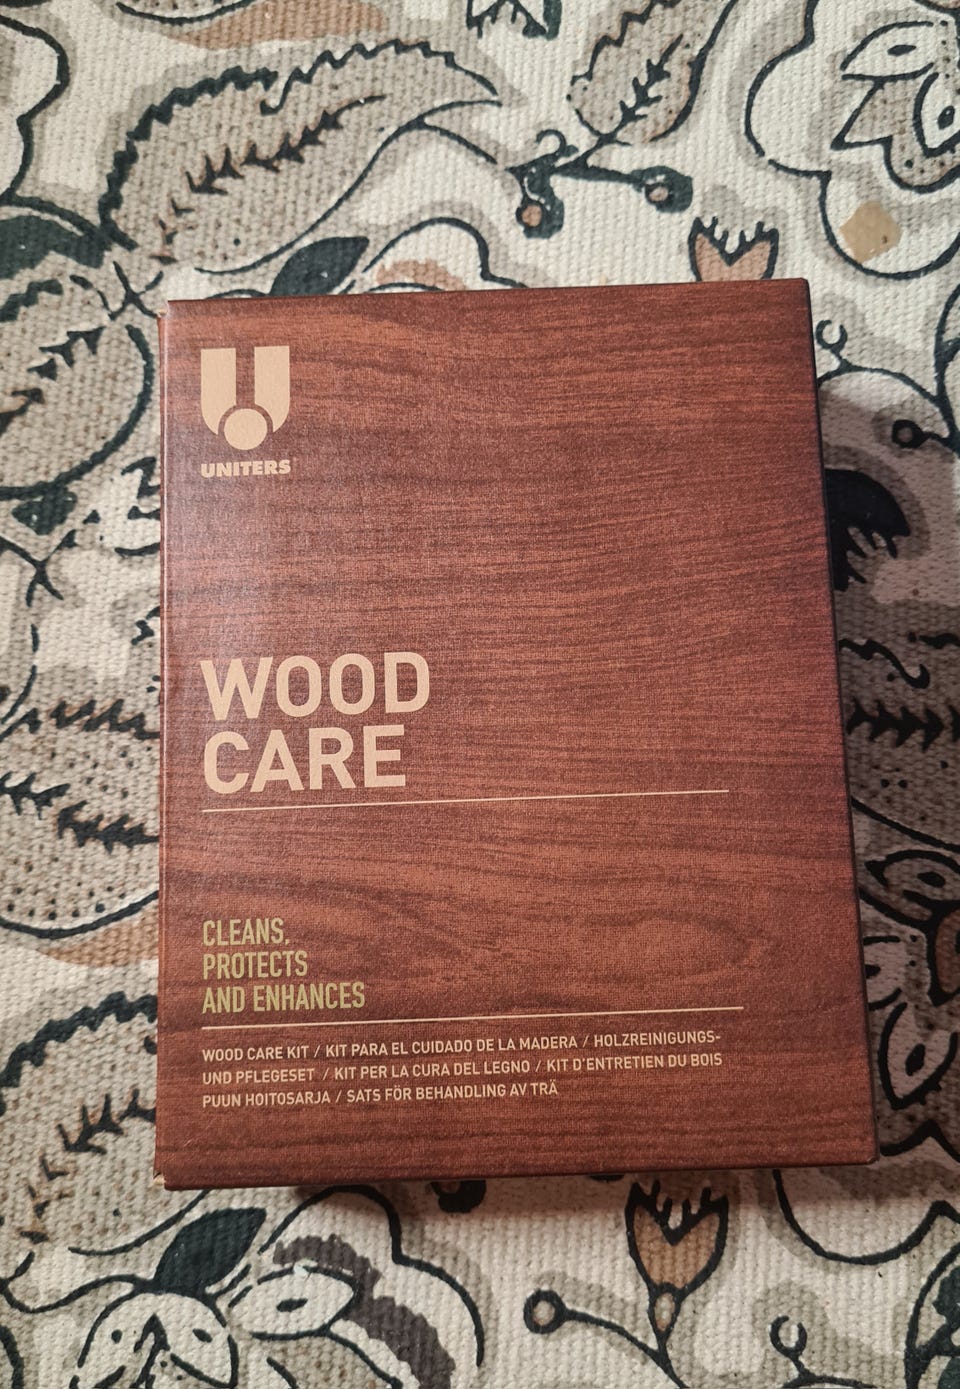 UNITERS
WOOD
CARE
CLEANS,
PROTECTS
AND ENHANCES
WOOD CARE KIT / KIT PARA EL CUIDADO DE LA MADERA / HOLZREINIGUNGS-
UND PFLEGESET / KIT PER LA CURA DEL LEGNO / KIT D'ENTRETIEN DU BOIS
PUUN HOITOSARJA / SATS FÖR BEHANDLING AV TRÄ